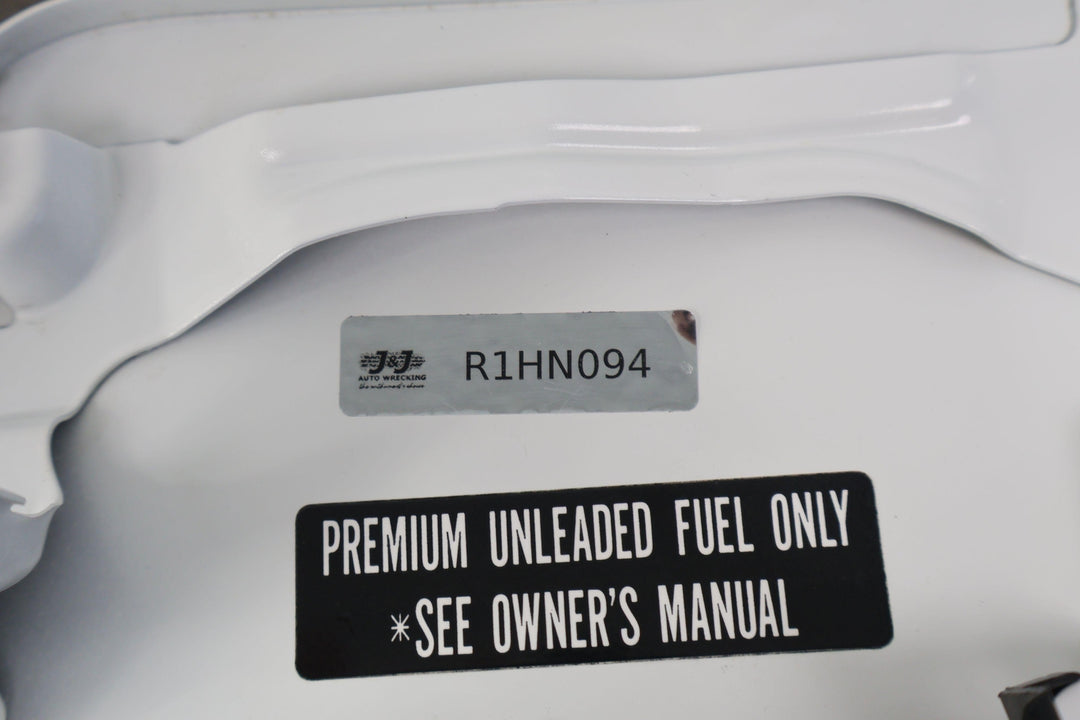 J&J
AUTO WRECKING
R1HN094
PREMIUM UNLEADED FUEL ONLY
*SEE OWNER'S MANUAL